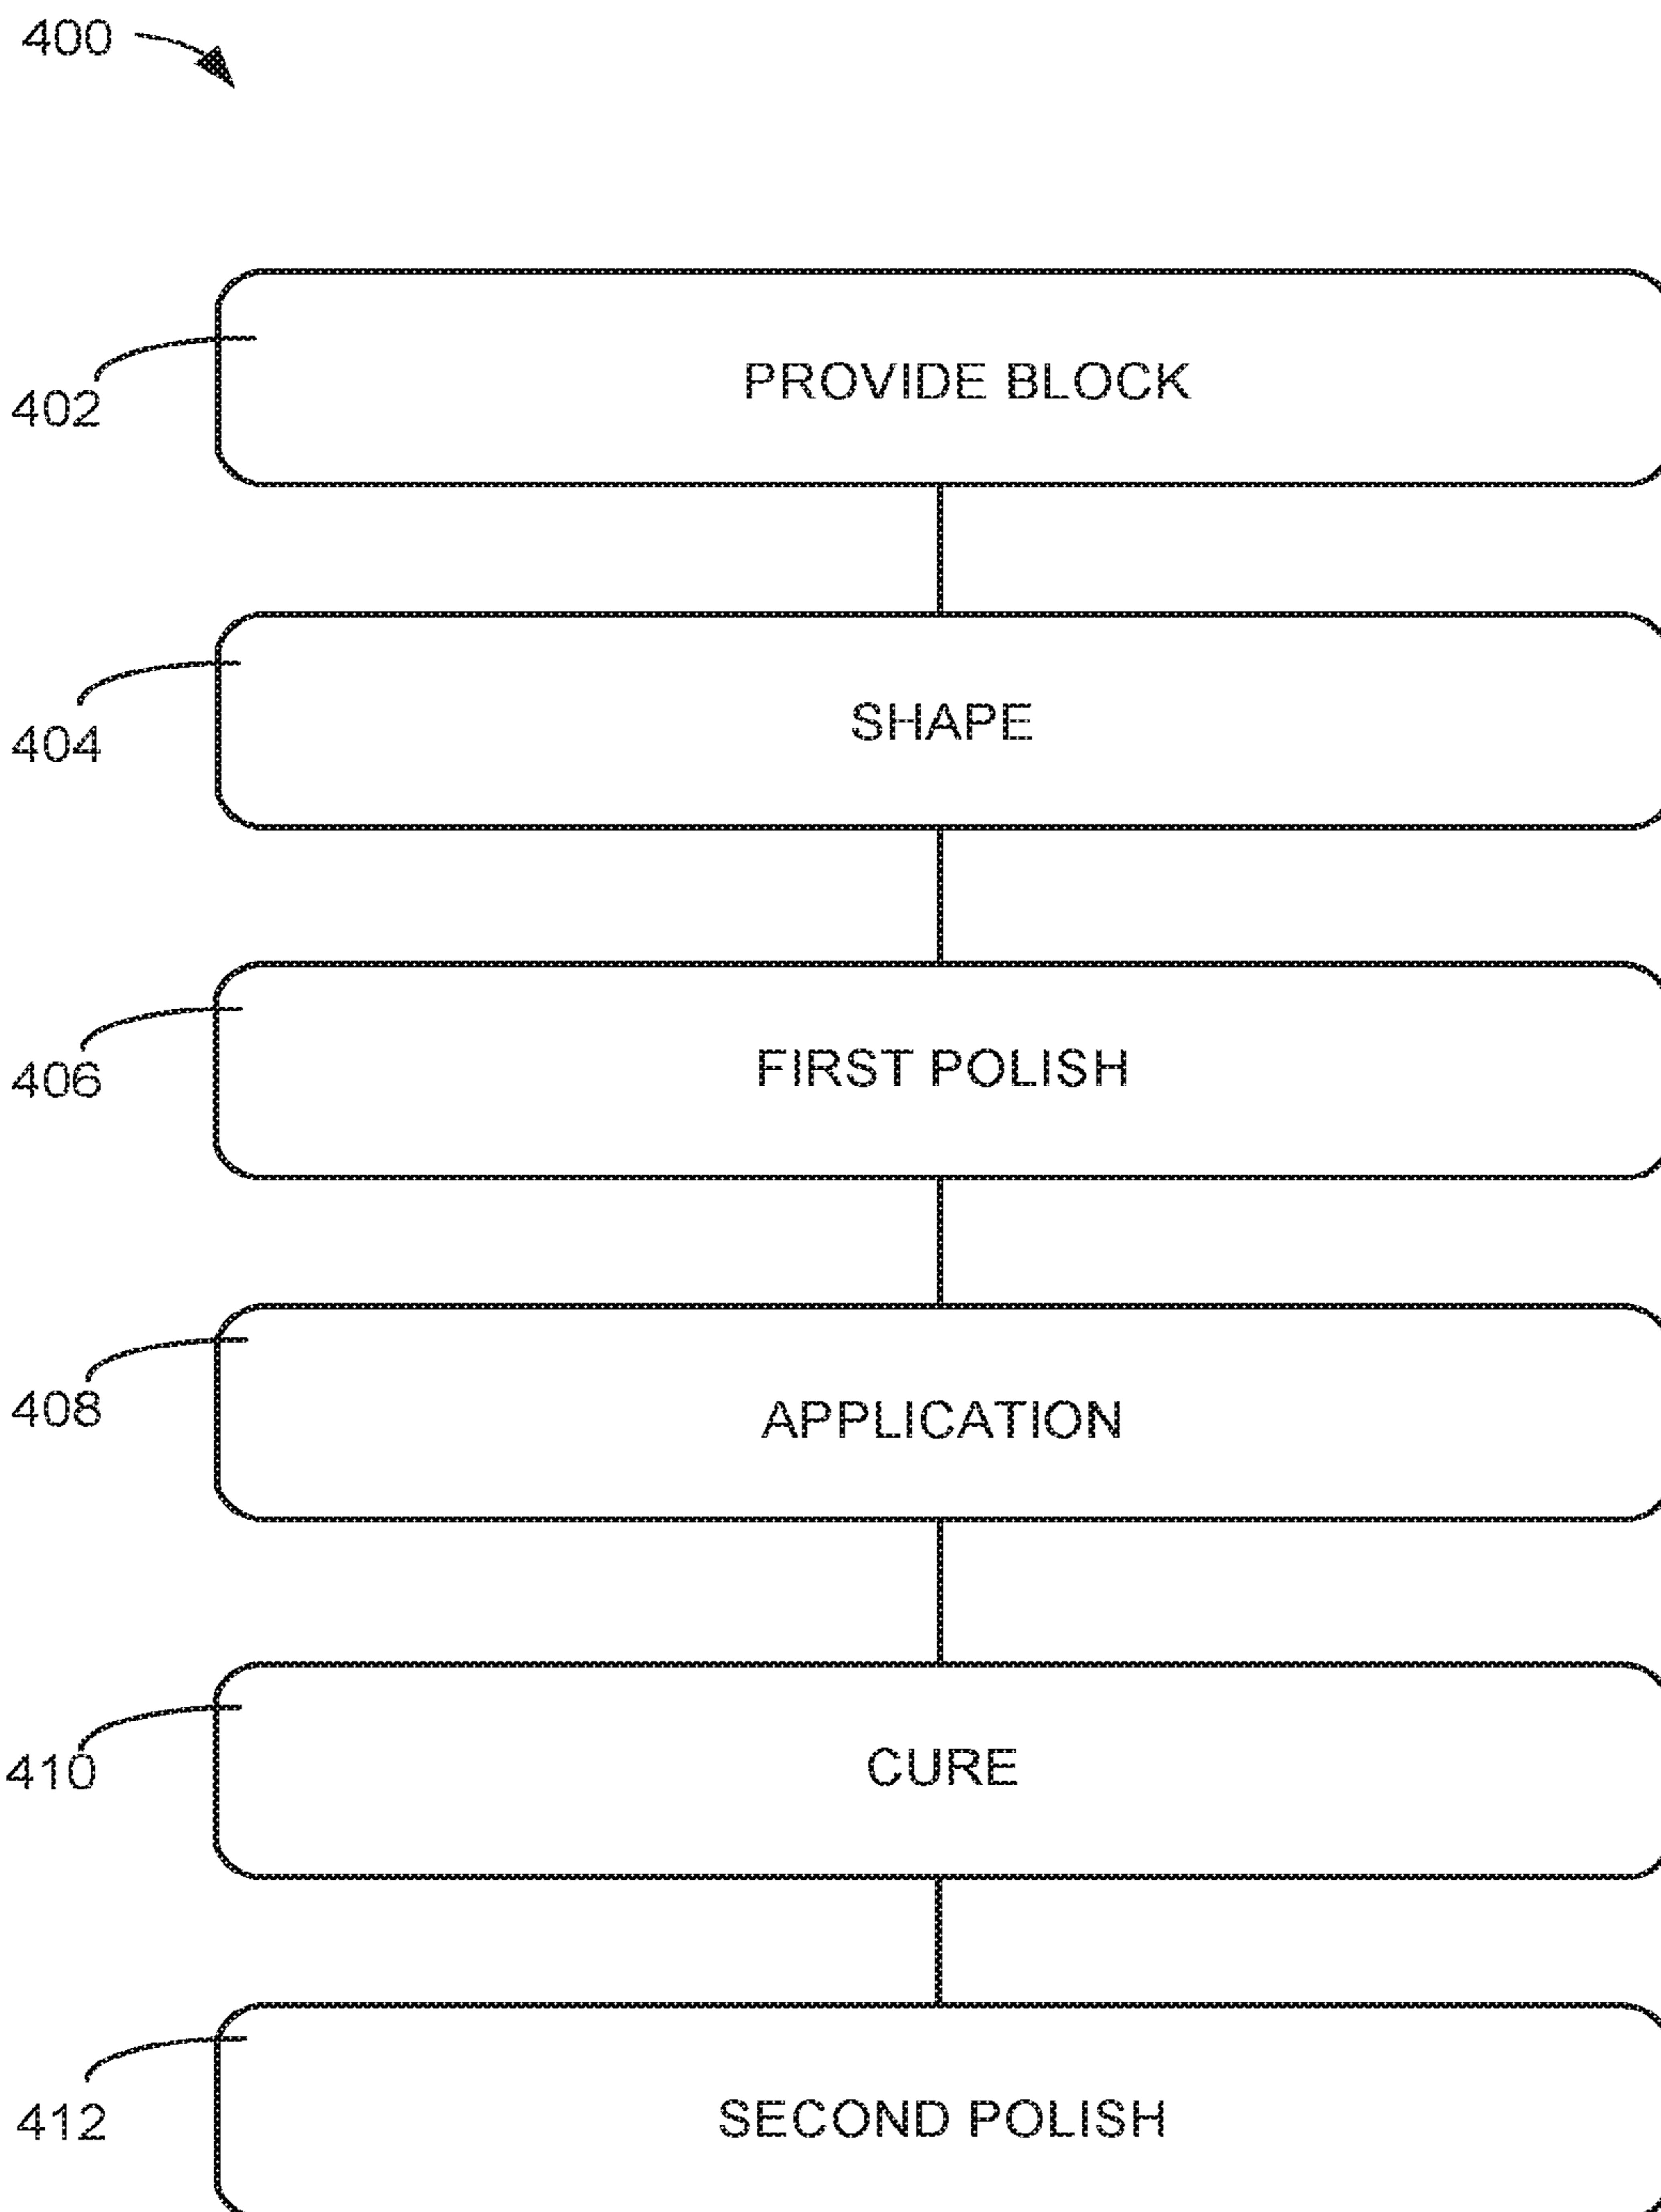 400
PROVIDE BLOCK
402
SHAPE
404
FIRST POLISH
406
APPLICATION
408
CURE
410
SECOND POLISH
412